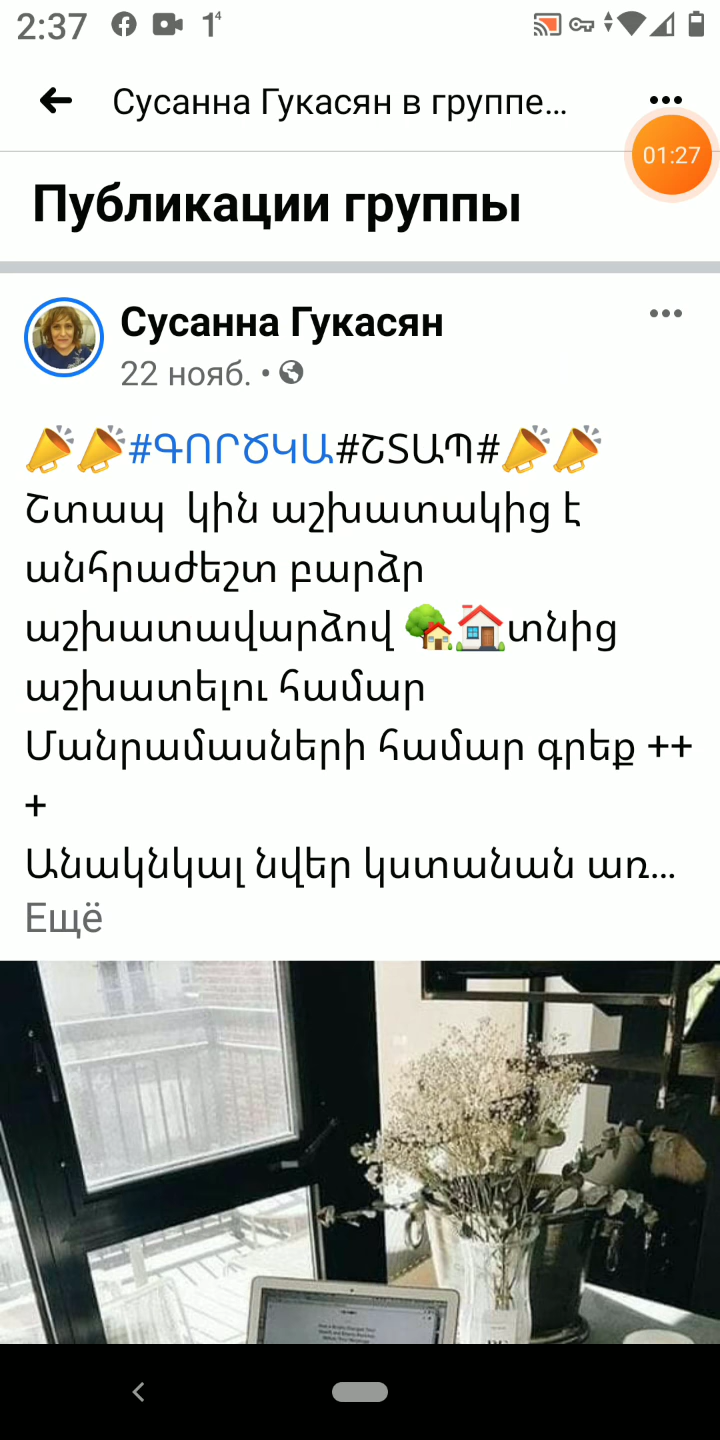 2:37
1⁴
Сусанна Гукасян в группе...
01:27
Публикации группы
Сусанна Гукасян
22 нояб. •
📣📣#ԳՈՐԾԿԱ#ՇՏԱՊ#📣📣
Շտապ կին աշխատակից է
անհրաժեշտ բարձր
աշխատավարձով 🏡🏠տնից
աշխատելու համար
Մանրամասների համար գրեք ++
+
Անակնկալ նվեր կստանան առ...
Ещё